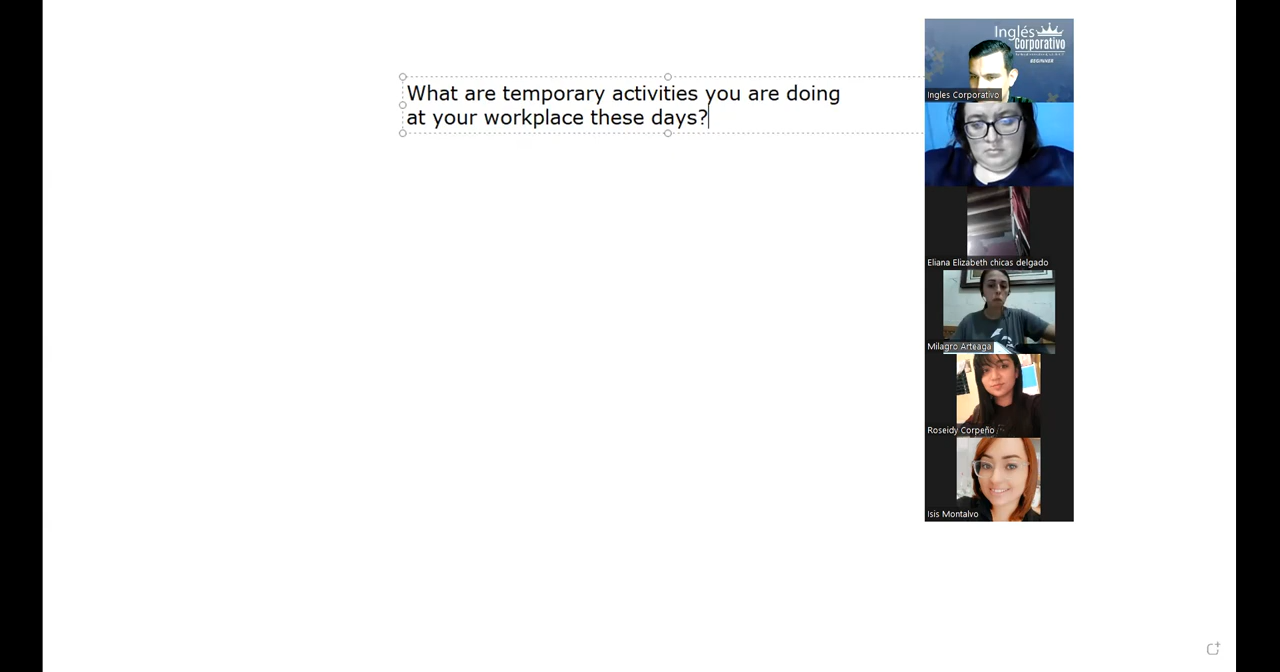 What are temporary activities you are doing
at your workplace these days?
Inglés
Corporativo
BEGINNER
Ingles Corporativo
Eliana Elizabeth chicas delgado
Milagro Arteaga
Roseidy Corpeño
Isis Montalvo